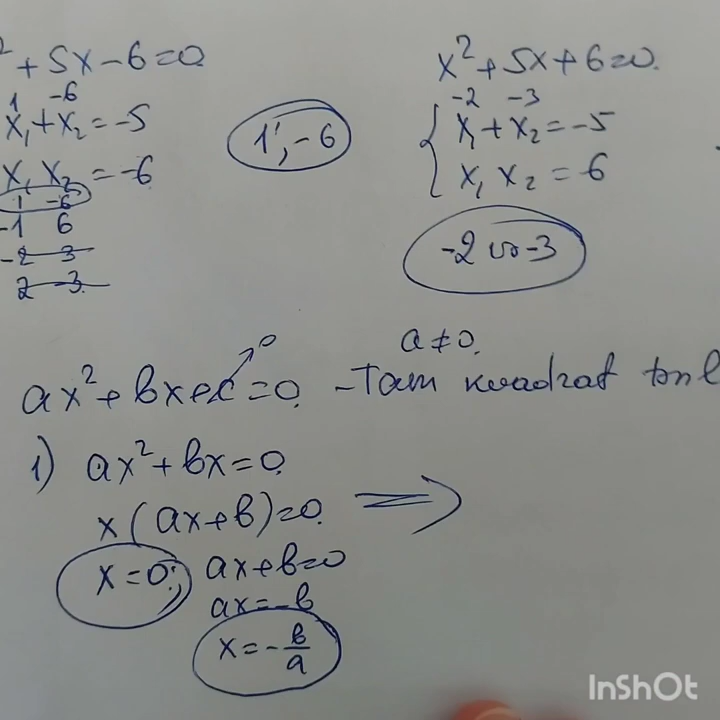 ² + 5x - 6 = 0
1 -6
x₁ + x₂ = -5
x₁ x₂ = -6
1 -6
-1 6
-2 3
2 -3
1; -6
x² + 5x + 6 = 0.
-2 -3
x₁ + x₂ = -5
x₁ x₂ = 6
-2 və -3
a ≠ 0.
0
ax² + bx + c = 0. - Tam kvadrat tənl
1) ax² + bx = 0.
x(ax + b) = 0. ⟹
x = 0; ax + b = 0
ax = -b
x = -b/a
InShOt